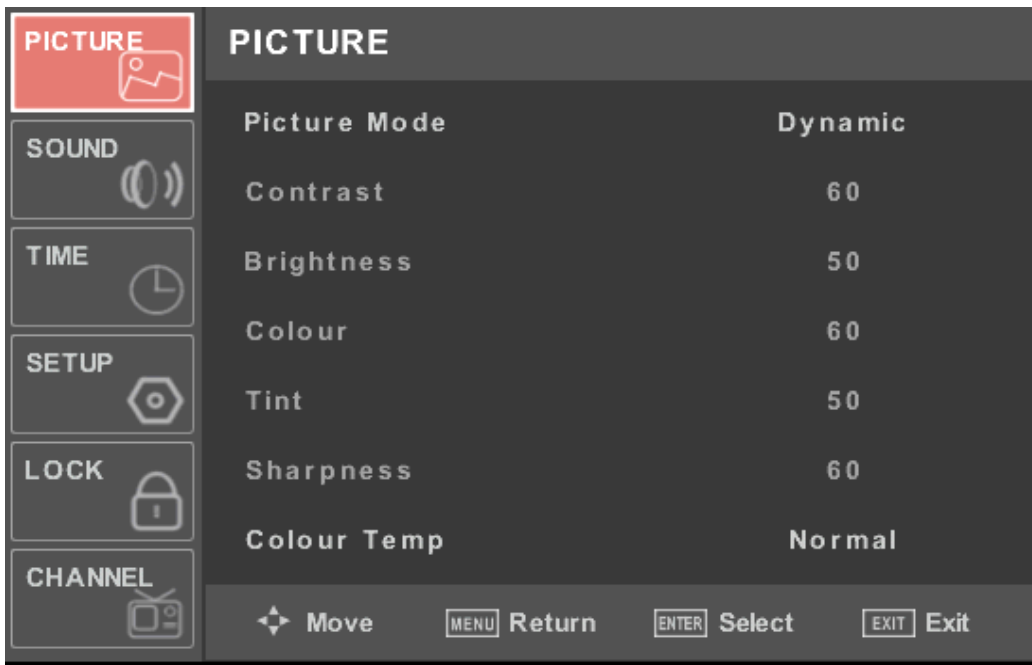 PICTURE
SOUND
TIME
SETUP
LOCK
CHANNEL
PICTURE
Picture Mode Dynamic
Contrast 60
Brightness 50
Colour 60
Tint 50
Sharpness 60
Colour Temp Normal
Move MENU Return ENTER Select EXIT Exit